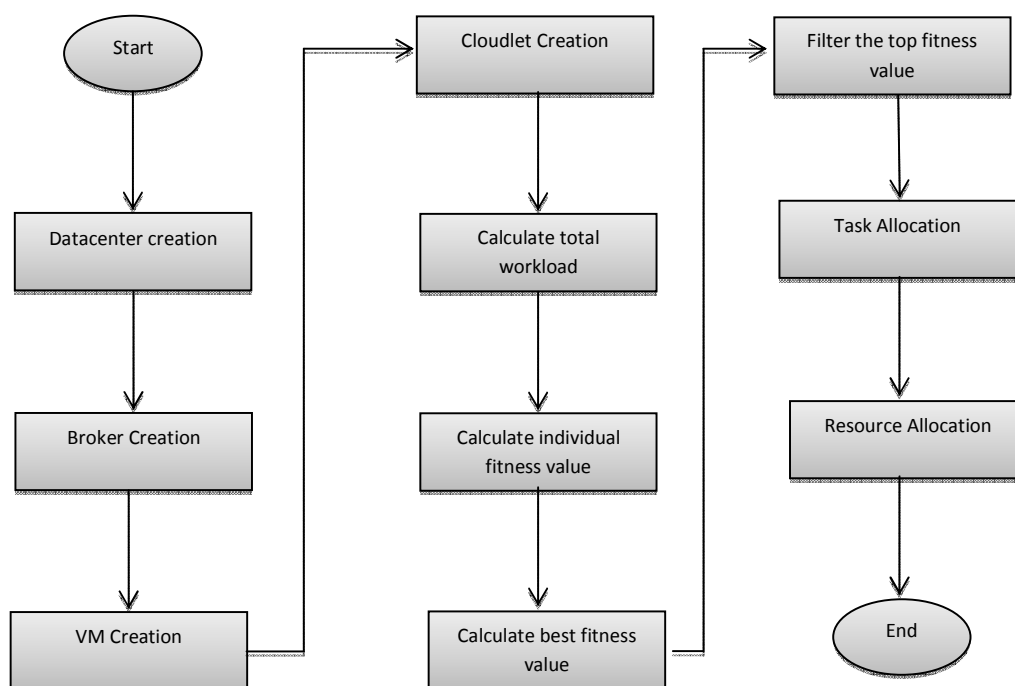 Start
Datacenter creation
Broker Creation
VM Creation
Cloudlet Creation
Calculate total
workload
Calculate individual
fitness value
Calculate best fitness
value
Filter the top fitness
value
Task Allocation
Resource Allocation
End